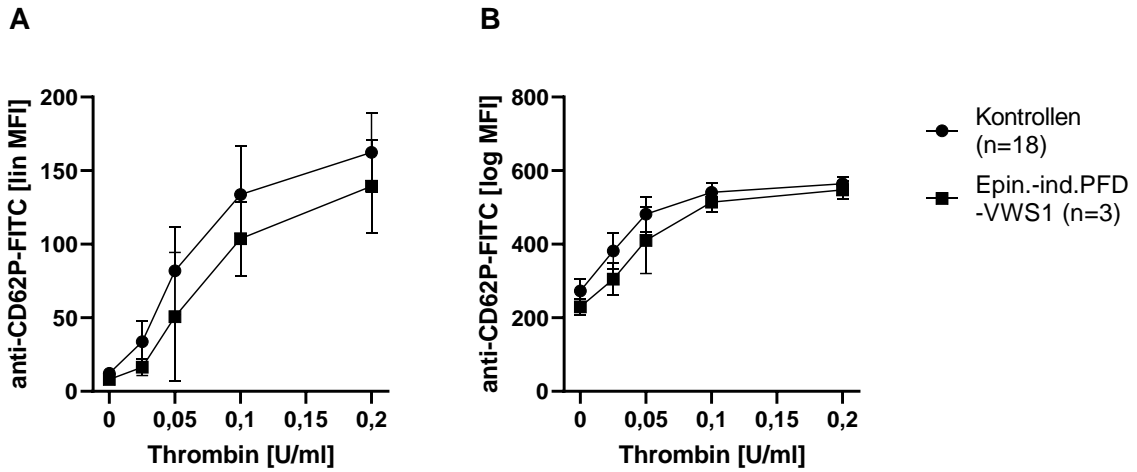 A
anti-CD62P-FITC [lin MFI]
200
150
100
50
0
0 0,05 0,1 0,15 0,2
Thrombin [U/ml]
B
anti-CD62P-FITC [log MFI]
800
600
400
200
0
0 0,05 0,1 0,15 0,2
Thrombin [U/ml]
Kontrollen
(n=18)
Epin.-ind.PFD
-VWS1 (n=3)